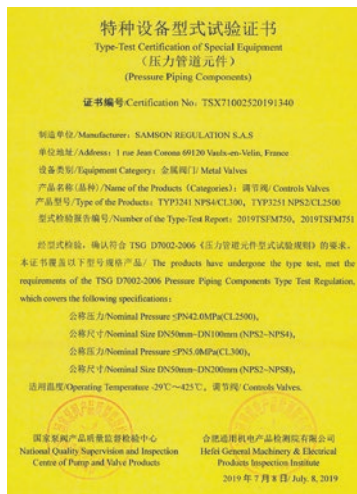 特种设备型式试验证书
Type-Test Certification of Special Equipment
(压力管道元件)
(Pressure Piping Components)
证书编号/Certification No: TSX71002520191340
制造单位/Manufacturer: SAMSON REGULATION S.A.S
单位地址/Address: 1 rue Jean Corona 69120 Vaulx-en-Velin, France
设备类别/Equipment Category: 金属阀门/ Metal Valves
产品名称(品种) /Name of the Products (Categories): 调节阀/ Controls Valves
产品型号/Type of the Products: TYP3241 NPS4/CL300, TYP3251 NPS2/CL2500
型式检验报告编号/Number of the Type-Test Report: 2019TSFM750, 2019TSFM751
经型式检验，确认符合 TSG D7002-2006《压力管道元件型式试验规则》的要求，
本证书覆盖以下型号规格产品/ The products have undergone the type test, met the
requirements of the TSG D7002-2006 Pressure Piping Components Type Test Regulation,
which covers the following specifications:
公称压力/Nominal Pressure ≤PN42.0MPa(CL2500),
公称尺寸/Nominal Size DN50mm~DN100mm (NPS2~NPS4),
公称压力/Nominal Pressure ≤PN5.0MPa(CL300),
公称尺寸/Nominal Size DN50mm~DN200mm (NPS2~NPS8),
适用温度/Operating Temperature -29℃~425℃, 调节阀/ Controls Valves.
国家泵阀产品质量监督检验中心
National Quality Supervision and Inspection
Centre of Pump and Valve Products
合肥通用机电产品检测院有限公司
Hefei General Machinery & Electrical
Products Inspection Institute
2019 年 7 月 8 日/ July. 8, 2019